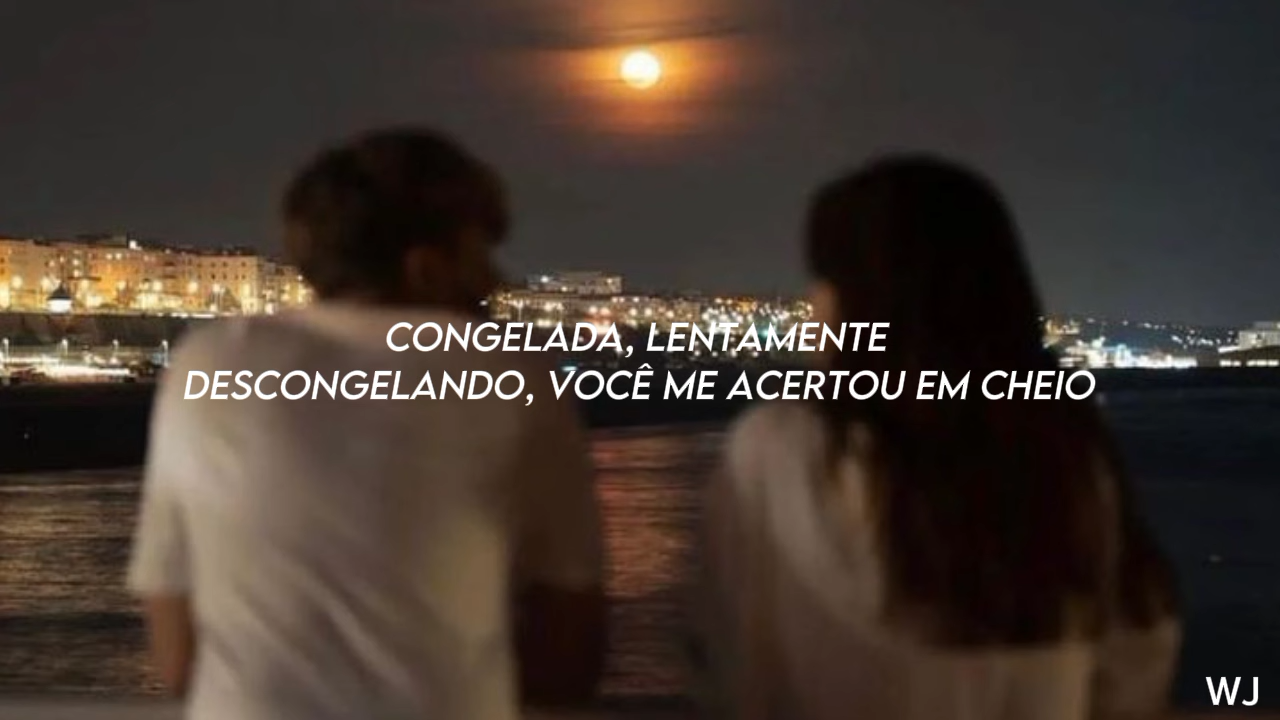 CONGELADA, LENTAMENTE
DESCONGELANDO, VOCÊ ME ACERTOU EM CHEIO
WJ